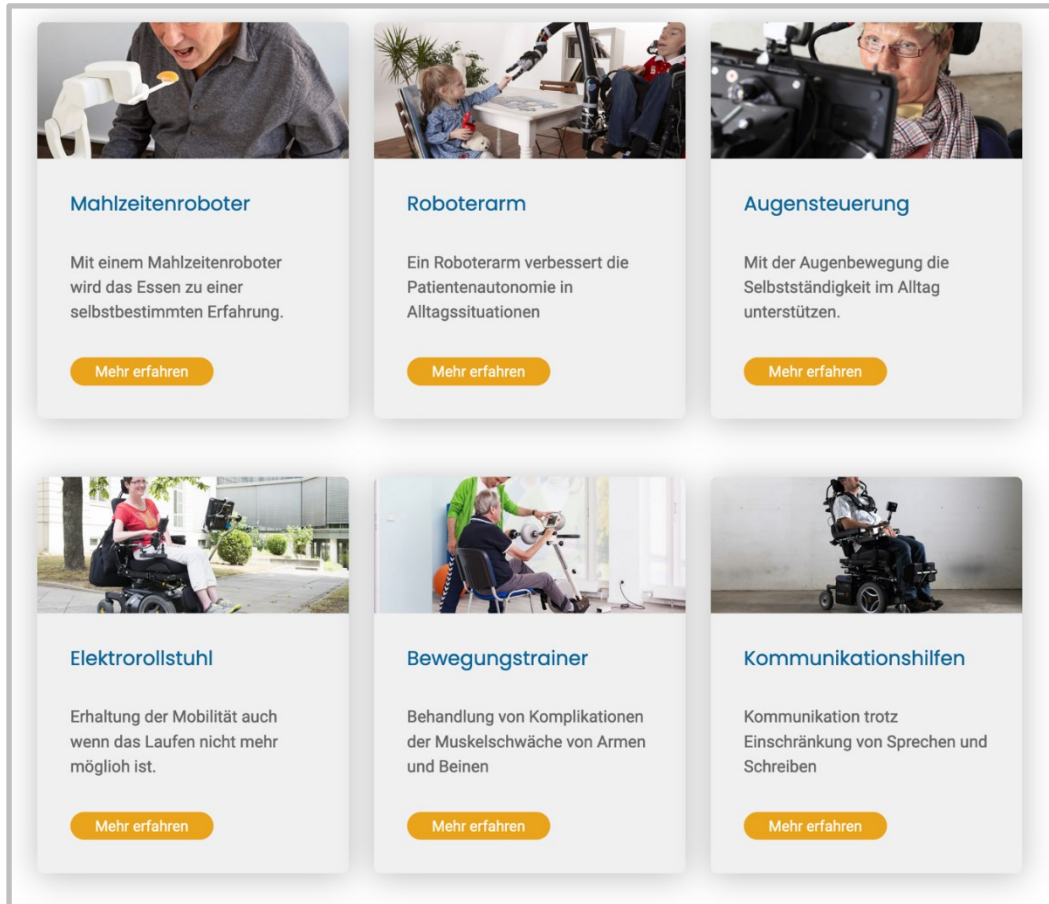 Mahlzeitenroboter
Mit einem Mahlzeitenroboter
wird das Essen zu einer
selbstbestimmten Erfahrung.
Mehr erfahren
Roboterarm
Ein Roboterarm verbessert die
Patientenautonomie in
Alltagssituationen
Mehr erfahren
Augensteuerung
Mit der Augenbewegung die
Selbstständigkeit im Alltag
unterstützen.
Mehr erfahren
Elektrorollstuhl
Erhaltung der Mobilität auch
wenn das Laufen nicht mehr
möglioh ist.
Mehr erfahren
Bewegungstrainer
Behandlung von Komplikationen
der Muskelschwäche von Armen
und Beinen
Mehr erfahren
Kommunikationshilfen
Kommunikation trotz
Einschränkung von Sprechen und
Schreiben
Mehr erfahren